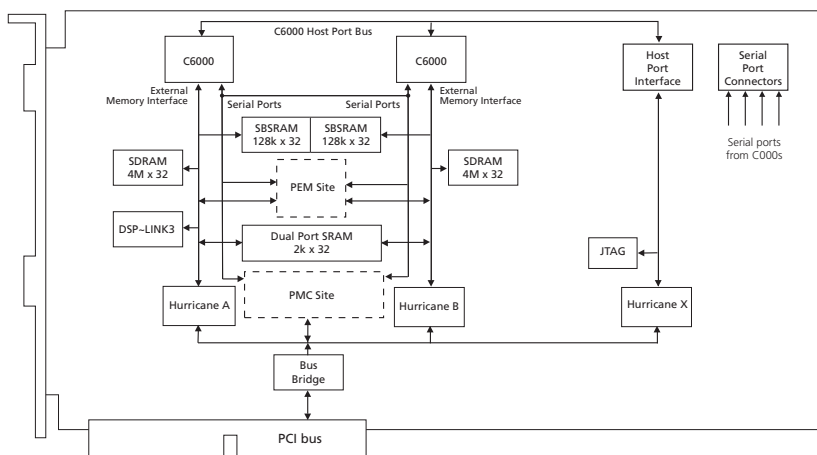 C6000 Host Port Bus
C6000
C6000
Host
Port
Interface
Serial
Port
Connectors
External
Memory Interface
Serial Ports
Serial Ports
External
Memory Interface
SBSRAM
128k x 32
SBSRAM
128k x 32
Serial ports
from C000s
SDRAM
4M x 32
PEM Site
SDRAM
4M x 32
DSP~LINK3
Dual Port SRAM
2k x 32
JTAG
Hurricane A
PMC Site
Hurricane B
Hurricane X
Bus
Bridge
PCI bus